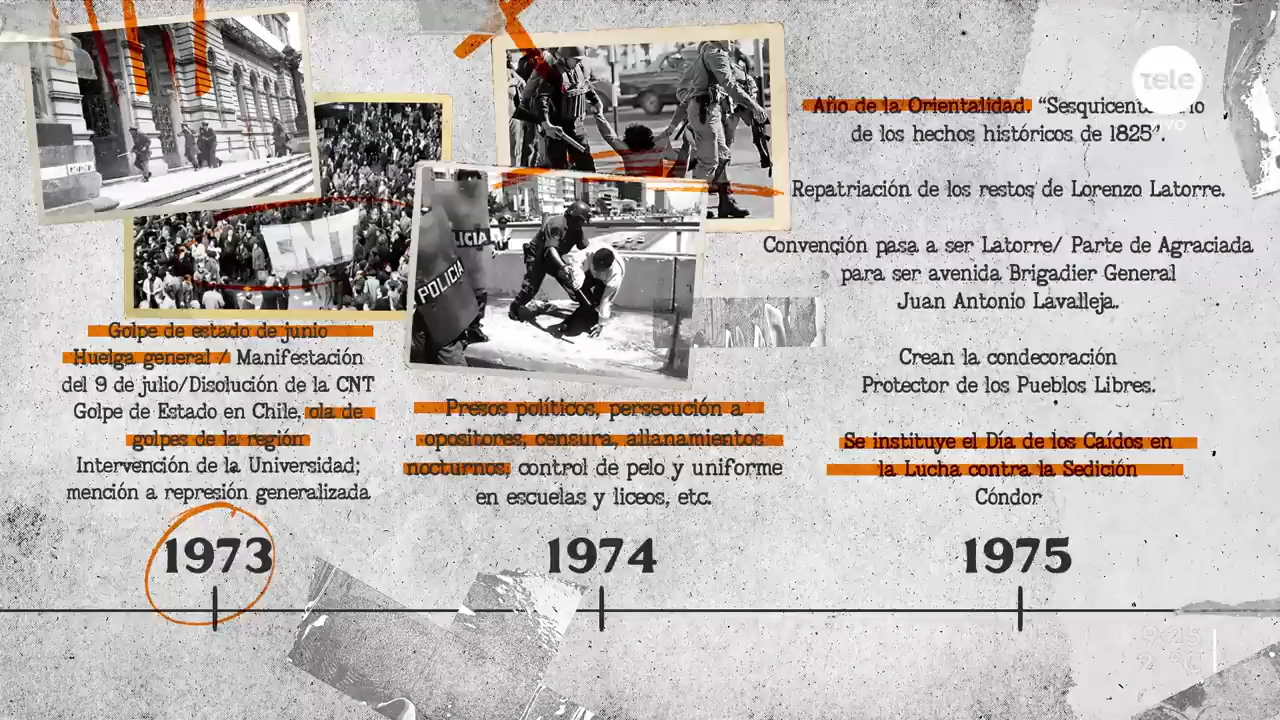 CNT
POLICIA
LICIA
Golpe de estado de junio
Huelga general / Manifestación
del 9 de julio/Disolución de la CNT
Golpe de Estado en Chile, ola de
golpes de la región
Intervención de la Universidad;
mención a represión generalizada
1973
Presos políticos, persecución a
opositores, censura, allanamientos
nocturnos, control de pelo y uniforme
en escuelas y liceos, etc.
1974
Año de la Orientalidad. “Sesquicent
de los hechos históricos de 1825”.
Repatriación de los restos de Lorenzo Latorre.
Convención pasa a ser Latorre/ Parte de Agraciada
para ser avenida Brigadier General
Juan Antonio Lavalleja.
Crean la condecoración
Protector de los Pueblos Libres.
Se instituye el Día de los Caídos en
la Lucha contra la Sedición
Cóndor
1975
tele